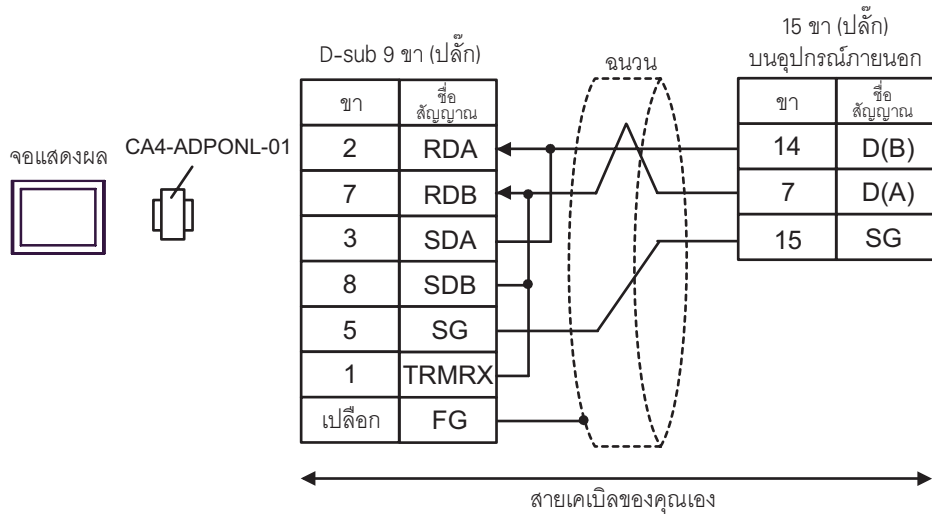 15 ขา (ปลั๊ก)
บนอุปกรณ์ภายนอก
D-sub 9 ขา (ปลั๊ก)
ฉนวน
ขา ชื่อสัญญาณ
ขา ชื่อสัญญาณ
จอแสดงผล
CA4-ADPONL-01
2 RDA
14 D(B)
7 RDB
7 D(A)
3 SDA
15 SG
8 SDB
5 SG
1 TRMRX
เปลือก FG
สายเคเบิลของคุณเอง